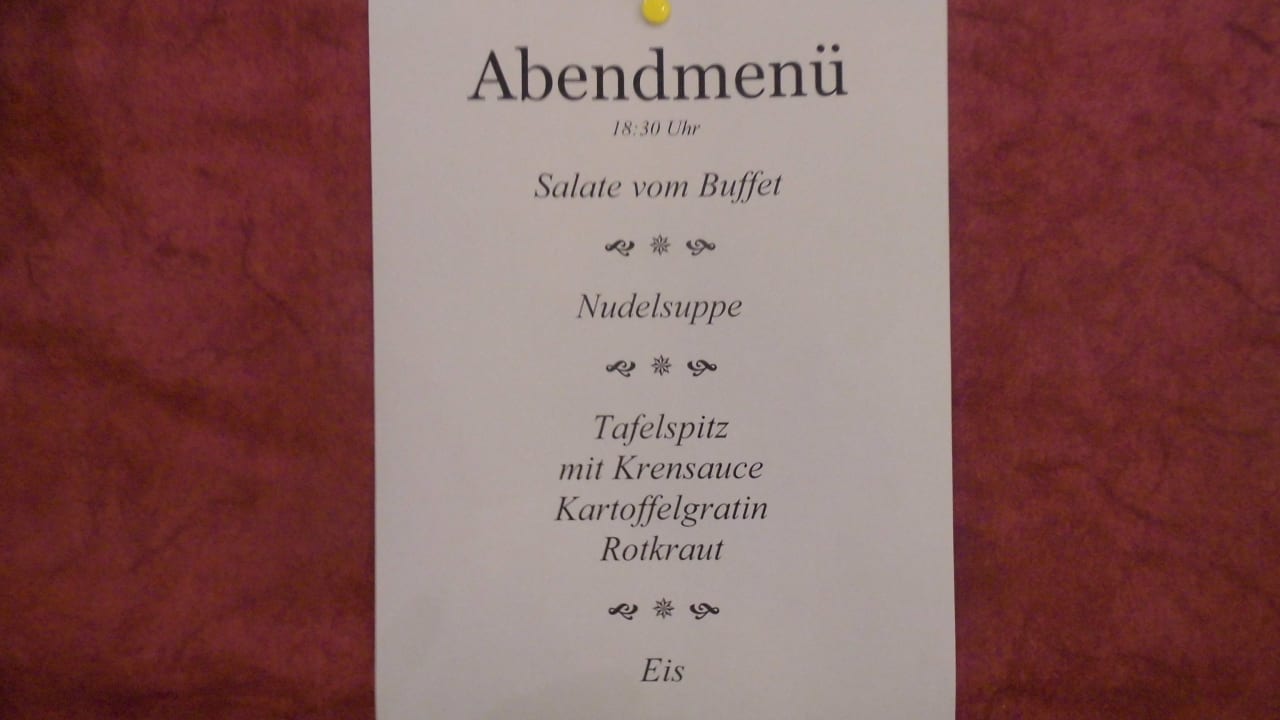 Abendmenü
18:30 Uhr
Salate vom Buffet
Nudelsuppe
Tafelspitz
mit Krensauce
Kartoffelgratin
Rotkraut
Eis